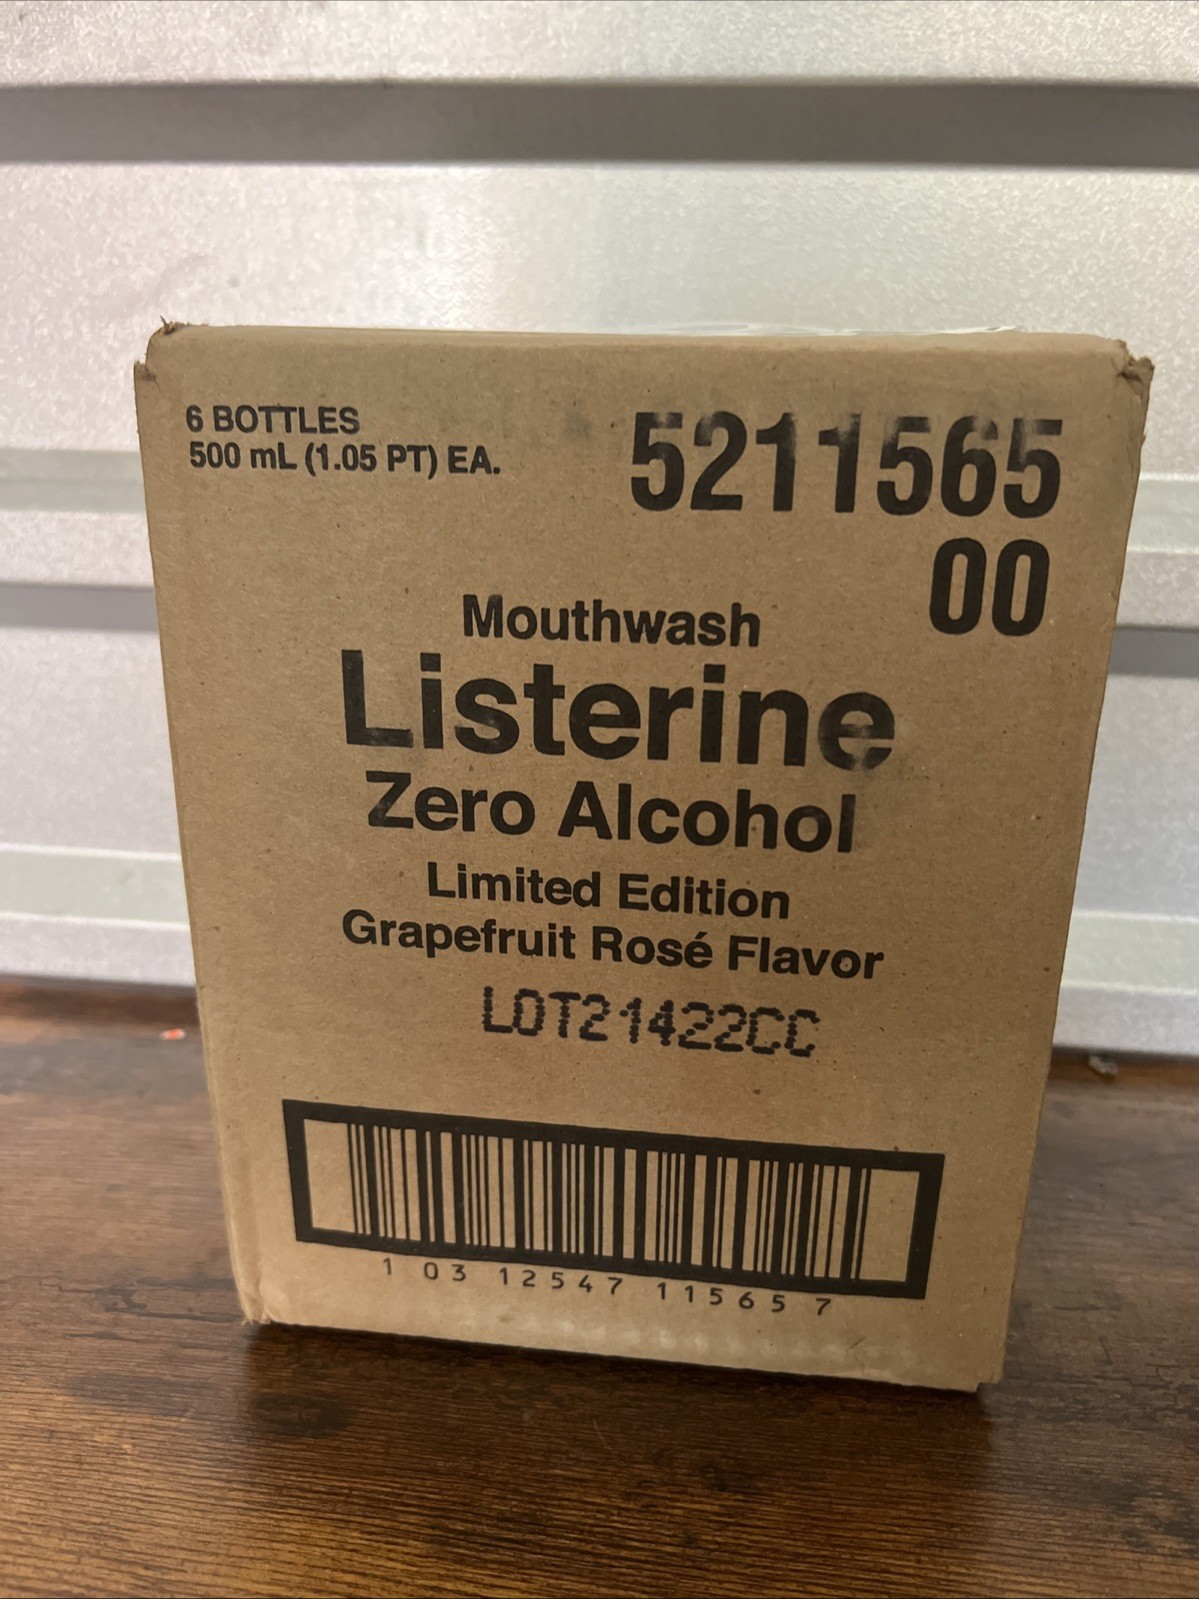 6 BOTTLES
500 mL (1.05 PT) EA.
5211565
00
Mouthwash
Listerine
Zero Alcohol
Limited Edition
Grapefruit Rosé Flavor
LOT21422CC
1 03 12547 11565 7